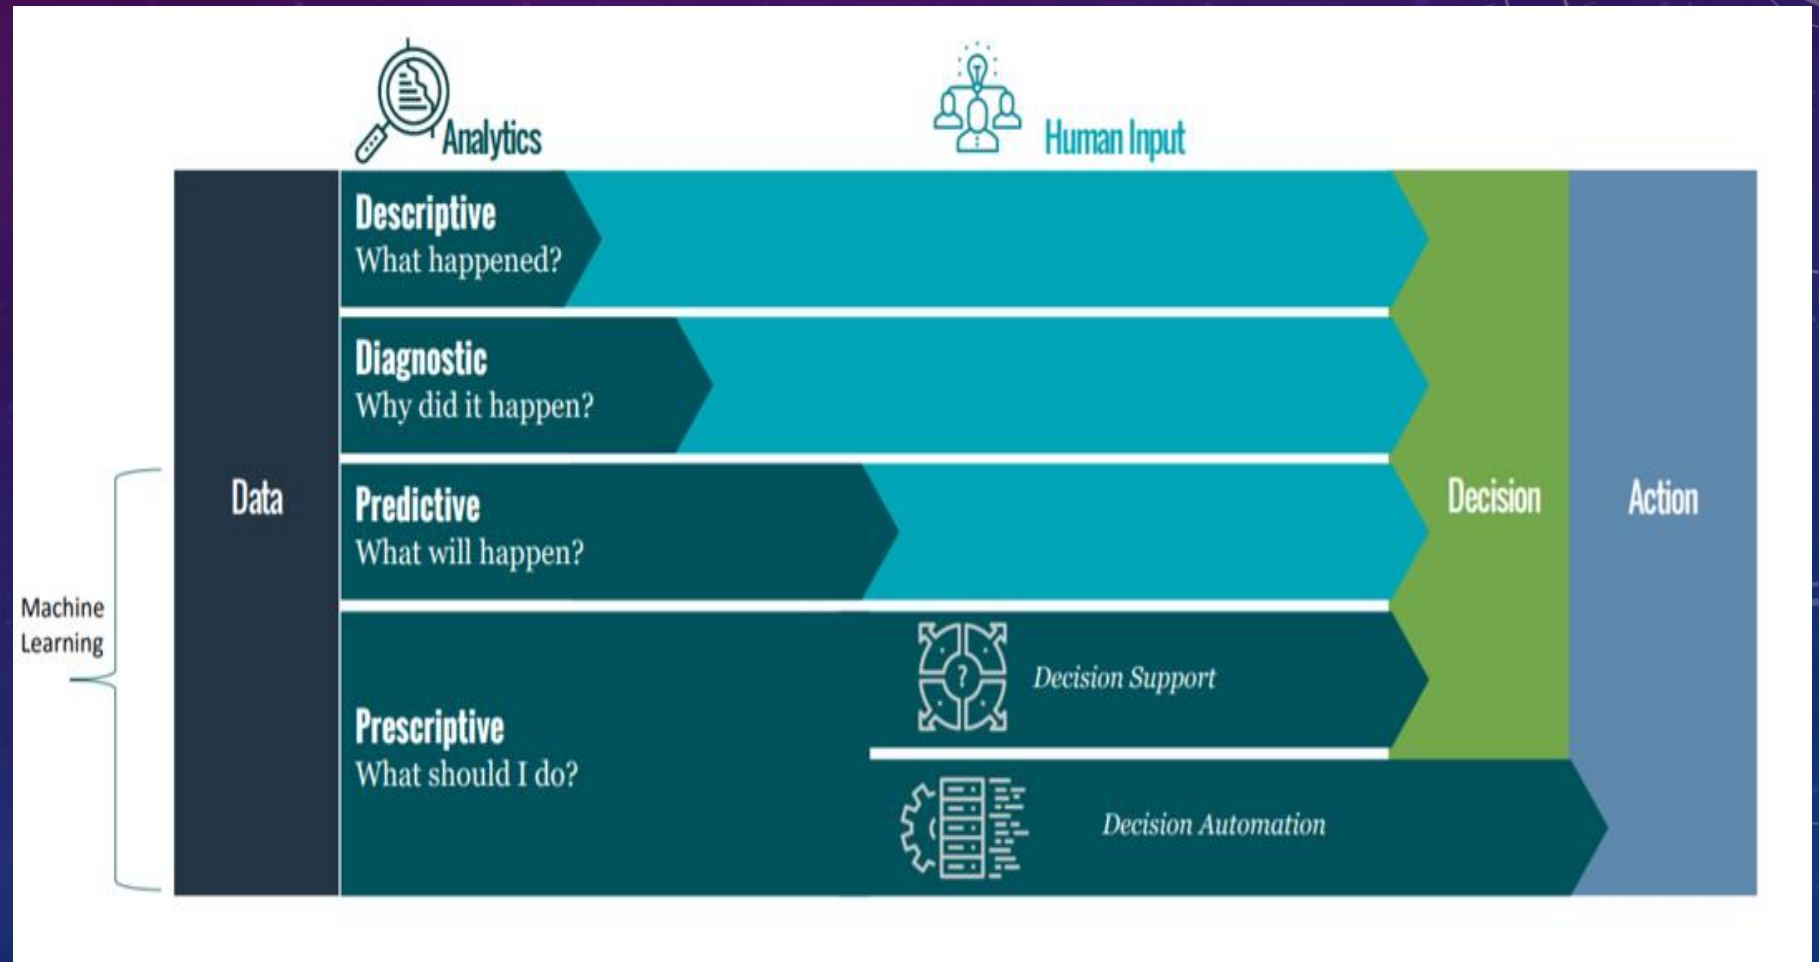 Analytics
Human Input
Descriptive
What happened?
Diagnostic
Why did it happen?
Machine
Learning
Data
Predictive
What will happen?
Decision
Action
Prescriptive
What should I do?
?
Decision Support
Decision Automation